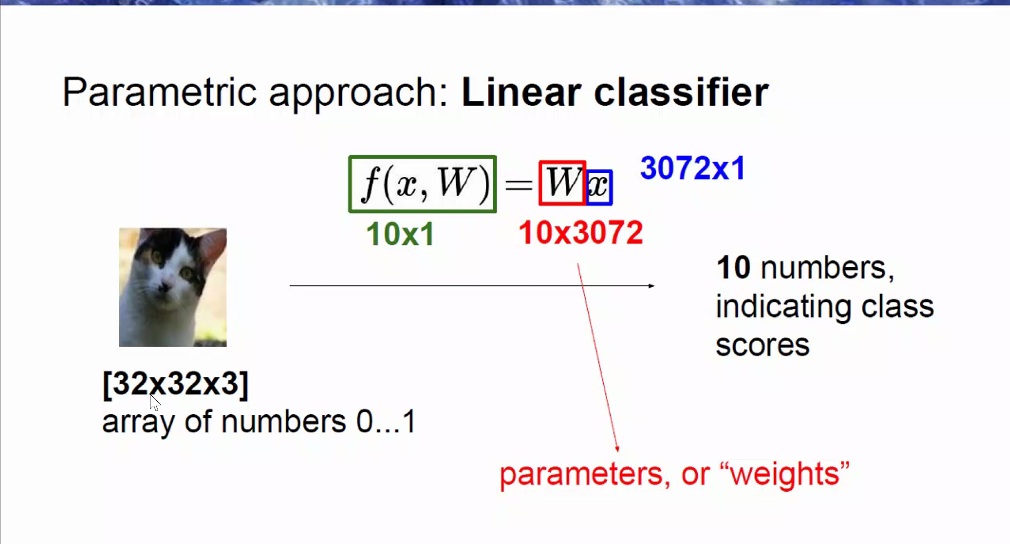 Parametric approach: Linear classifier
f(x, W) = Wx
3072x1
10x1
10x3072
10 numbers,
indicating class
scores
[32x32x3]
array of numbers 0...1
parameters, or “weights”